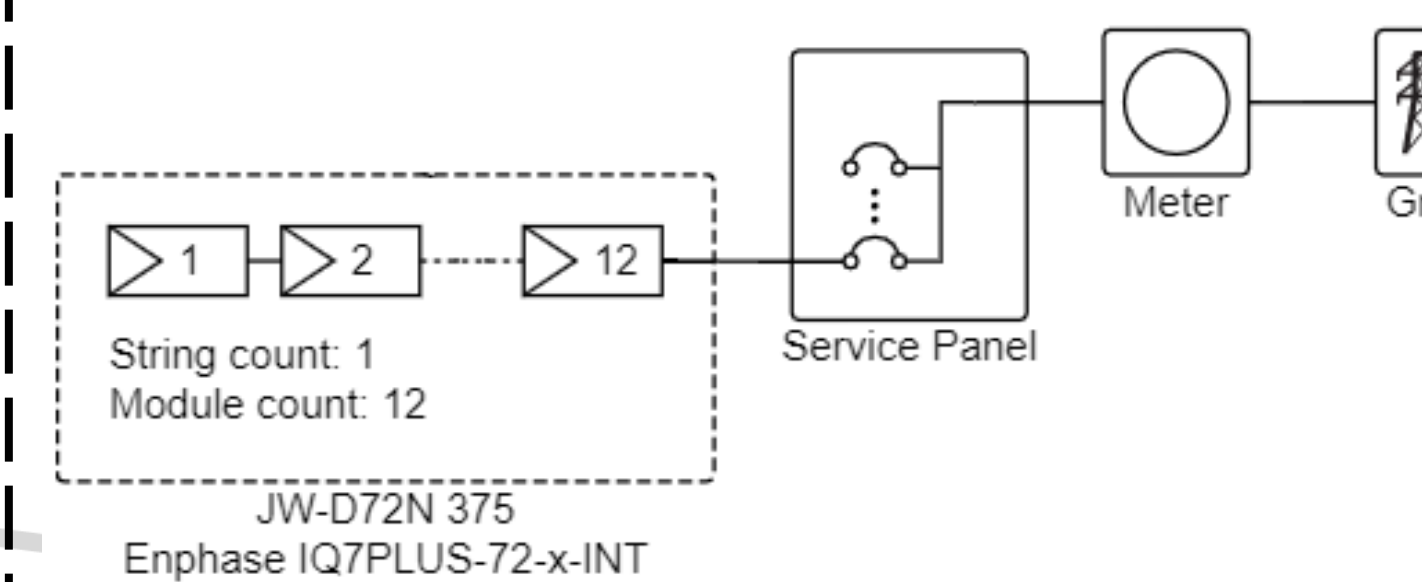 1
2
12
String count: 1
Module count: 12
JW-D72N 375
Enphase IQ7PLUS-72-x-INT
Service Panel
Meter